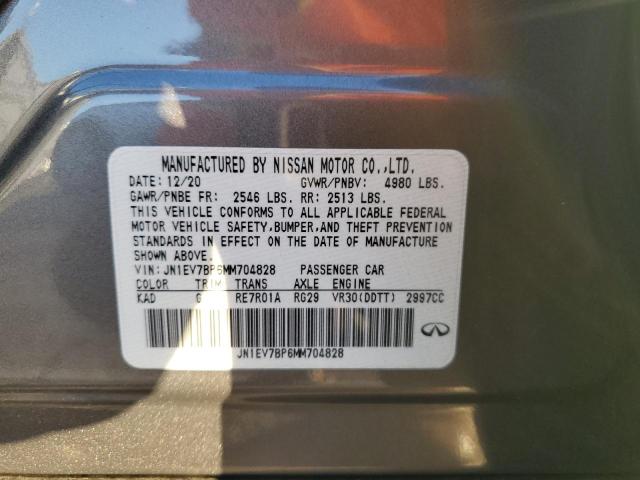 MANUFACTURED BY NISSAN MOTOR CO.,LTD.
DATE: 12/20 GVWR/PNBV: 4980 LBS.
GAWR/PNBE FR: 2546 LBS. RR: 2513 LBS.
THIS VEHICLE CONFORMS TO ALL APPLICABLE FEDERAL
MOTOR VEHICLE SAFETY,BUMPER,AND THEFT PREVENTION
STANDARDS IN EFFECT ON THE DATE OF MANUFACTURE
SHOWN ABOVE.
VIN: JN1EV7BP6MM704828 PASSENGER CAR
COLOR TRIM TRANS AXLE ENGINE
KAD RE7R01A RG29 VR30(DDTT) 2997CC
JN1EV7BP6MM704828